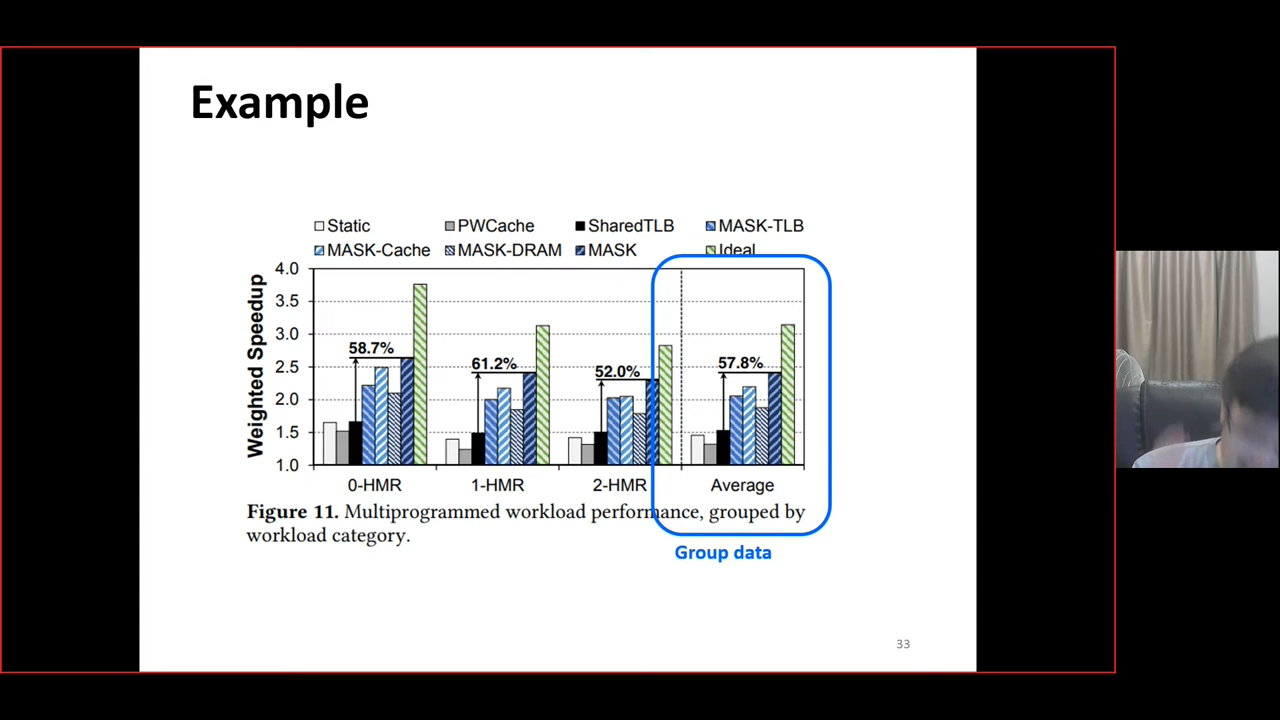 Example
Static PWCache SharedTLB MASK-TLB
MASK-Cache MASK-DRAM MASK Ideal
Weighted Speedup
4.0
3.5
3.0
2.5
2.0
1.5
1.0
58.7%
61.2%
52.0%
57.8%
0-HMR 1-HMR 2-HMR Average
Figure 11. Multiprogrammed workload performance, grouped by
workload category.
Group data
33